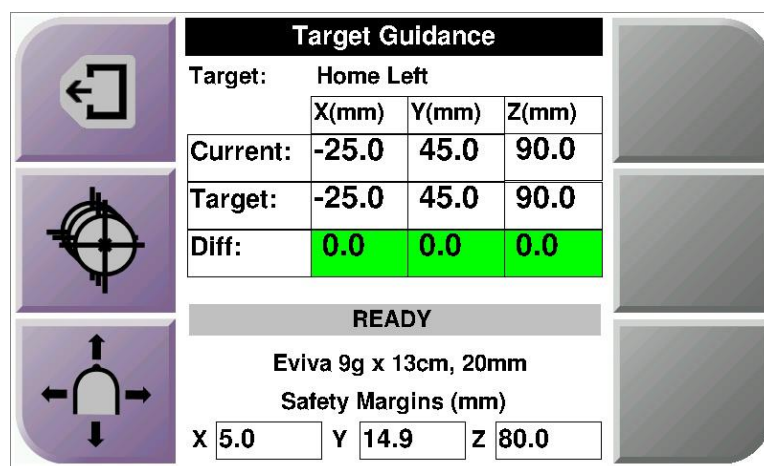 Target Guidance
Target: Home Left
X(mm) Y(mm) Z(mm)
Current: -25.0 45.0 90.0
Target: -25.0 45.0 90.0
Diff: 0.0 0.0 0.0
READY
Eviva 9g x 13cm, 20mm
Safety Margins (mm)
X 5.0 Y 14.9 Z 80.0